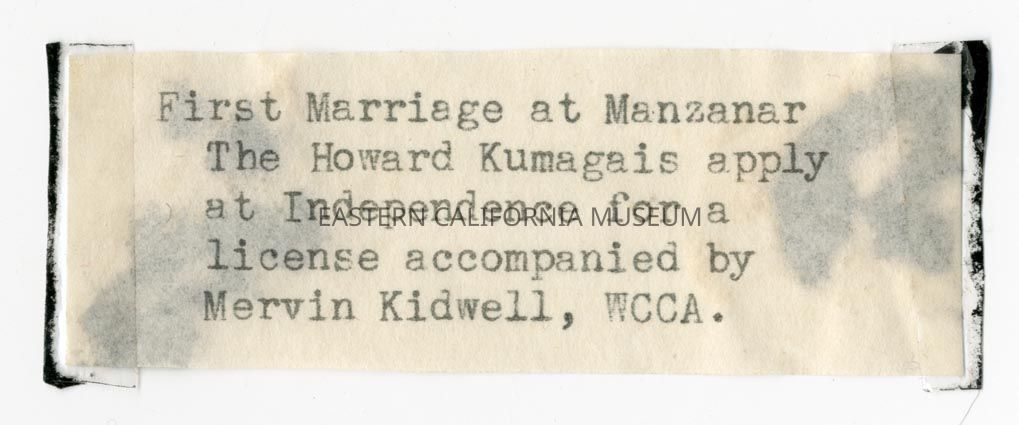 First Marriage at Manzanar
The Howard Kumagais apply
at Independence for a
EASTERN CALIFORNIA MUSEUM
license accompanied by
Mervin Kidwell, WCCA.